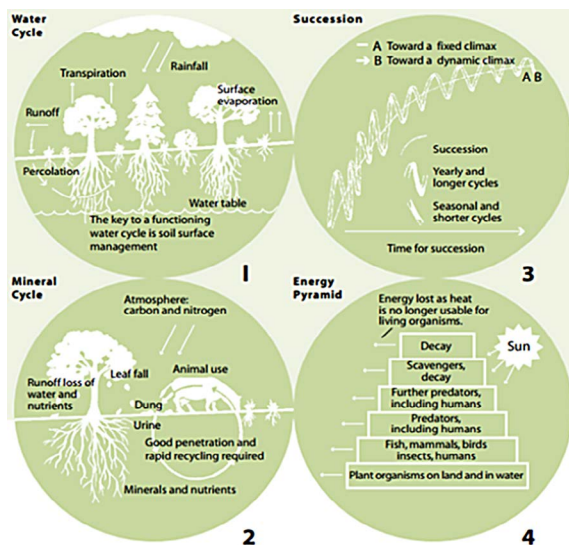 Water
Cycle
Transpiration
Rainfall
Surface
evaporation
Runoff
Percolation
Water table
The key to a functioning
water cycle is soil surface
management
1
Succession
A Toward a fixed climax
B Toward a dynamic climax
A B
Succession
Yearly and
longer cycles
Seasonal and
shorter cycles
Time for succession
3
Mineral
Cycle
Atmosphere:
carbon and nitrogen
Leaf fall
Animal use
Runoff loss of
water and
nutrients
Dung
Urine
Good penetration and
rapid recycling required
Minerals and nutrients
2
Energy
Pyramid
Energy lost as heat
is no longer usable for
living organisms.
Sun
Decay
Scavengers,
decay
Further predators,
including humans
Predators,
including humans
Fish, mammals, birds
insects, humans
Plant organisms on land and in water
4